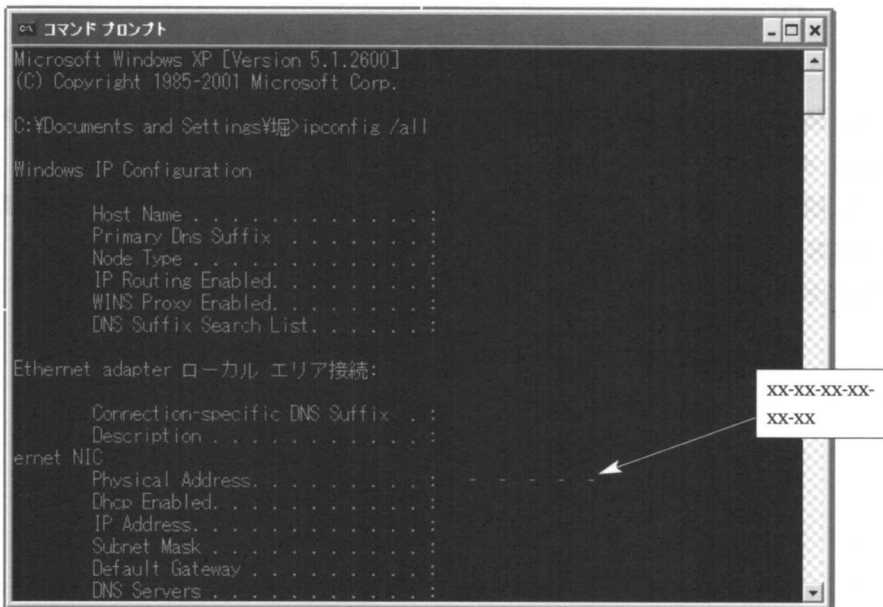 コマンド プロンプト
Microsoft Windows XP [Version 5.1.2600]
(C) Copyright 1985-2001 Microsoft Corp.
C:¥Documents and Settings¥堀>ipconfig /all
Windows IP Configuration
Host Name . . . . . . . . . . . . :
Primary Dns Suffix . . . . . . . :
Node Type . . . . . . . . . . . . :
IP Routing Enabled. . . . . . . . :
WINS Proxy Enabled. . . . . . . . :
DNS Suffix Search List. . . . . . :
Ethernet adapter ローカル エリア接続:
Connection-specific DNS Suffix . :
Description . . . . . . . . . . . :
ernet NIC
Physical Address. . . . . . . . . : - - - - -
Dhcp Enabled. . . . . . . . . . . :
IP Address. . . . . . . . . . . . :
Subnet Mask . . . . . . . . . . . :
Default Gateway . . . . . . . . . :
DNS Servers . . . . . . . . . . . :
xx-xx-xx-xx-
xx-xx